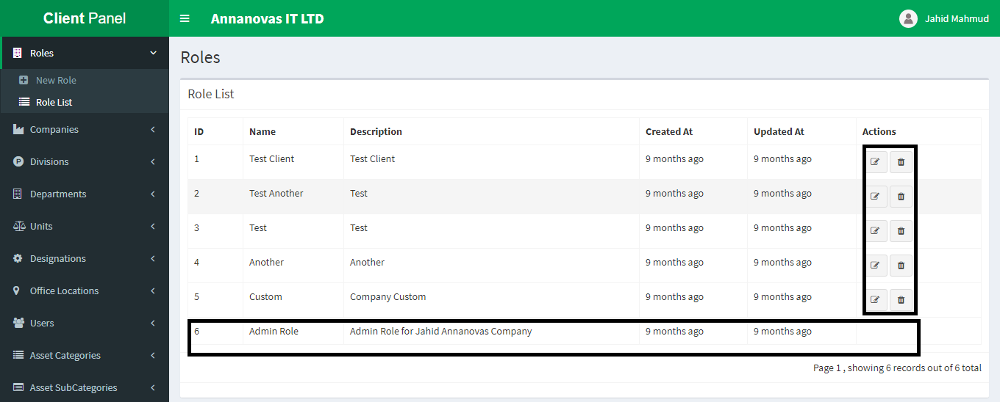 Client Panel
Annanovas IT LTD
Jahid Mahmud
Roles
New Role
Role List
Companies
Divisions
Departments
Units
Designations
Office Locations
Users
Asset Categories
Asset SubCategories
Roles
Role List
ID Name Description Created At Updated At Actions
1 Test Client Test Client 9 months ago 9 months ago
2 Test Another Test 9 months ago 9 months ago
3 Test Test 9 months ago 9 months ago
4 Another Another 9 months ago 9 months ago
5 Custom Company Custom 9 months ago 9 months ago
6 Admin Role Admin Role for Jahid Annanovas Company 9 months ago 9 months ago
Page 1 , showing 6 records out of 6 total